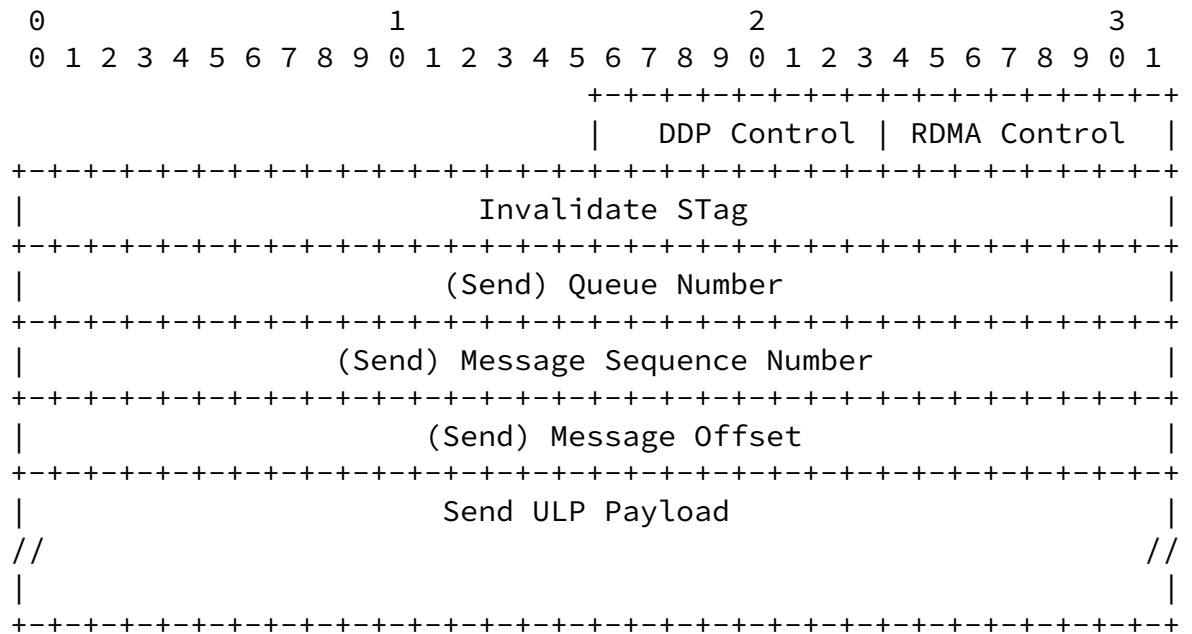 0                   1                   2                   3
 0 1 2 3 4 5 6 7 8 9 0 1 2 3 4 5 6 7 8 9 0 1 2 3 4 5 6 7 8 9 0 1
                                +-+-+-+-+-+-+-+-+-+-+-+-+-+-+-+-+
                                |   DDP Control | RDMA Control  |
+-+-+-+-+-+-+-+-+-+-+-+-+-+-+-+-+-+-+-+-+-+-+-+-+-+-+-+-+-+-+-+-+
|                         Invalidate STag                       |
+-+-+-+-+-+-+-+-+-+-+-+-+-+-+-+-+-+-+-+-+-+-+-+-+-+-+-+-+-+-+-+-+
|                       (Send) Queue Number                     |
+-+-+-+-+-+-+-+-+-+-+-+-+-+-+-+-+-+-+-+-+-+-+-+-+-+-+-+-+-+-+-+-+
|                 (Send) Message Sequence Number                |
+-+-+-+-+-+-+-+-+-+-+-+-+-+-+-+-+-+-+-+-+-+-+-+-+-+-+-+-+-+-+-+-+
|                      (Send) Message Offset                    |
+-+-+-+-+-+-+-+-+-+-+-+-+-+-+-+-+-+-+-+-+-+-+-+-+-+-+-+-+-+-+-+-+
|                       Send ULP Payload                        |
//                                                             //
|                                                               |
+-+-+-+-+-+-+-+-+-+-+-+-+-+-+-+-+-+-+-+-+-+-+-+-+-+-+-+-+-+-+-+-+